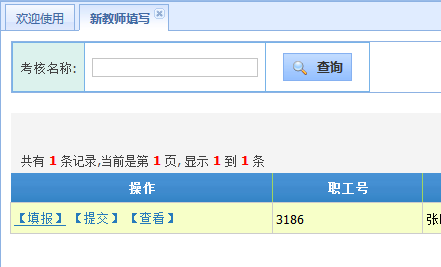 欢迎使用 新教师填写
考核名称: 查询
共有 1 条记录,当前是第 1 页, 显示 1 到 1 条
操作 职工号
【填报】【提交】【查看】 3186 张